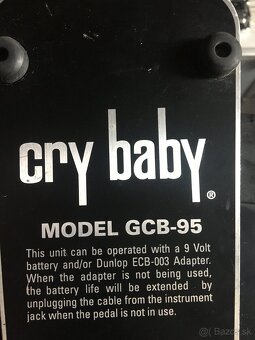 cry baby®
MODEL GCB-95
This unit can be operated with a 9 Volt
battery and/or Dunlop ECB-003 Adapter.
When the adapter is not being used,
the battery life will be extended by
unplugging the cable from the instrument
jack when the pedal is not in use.
bazar.sk